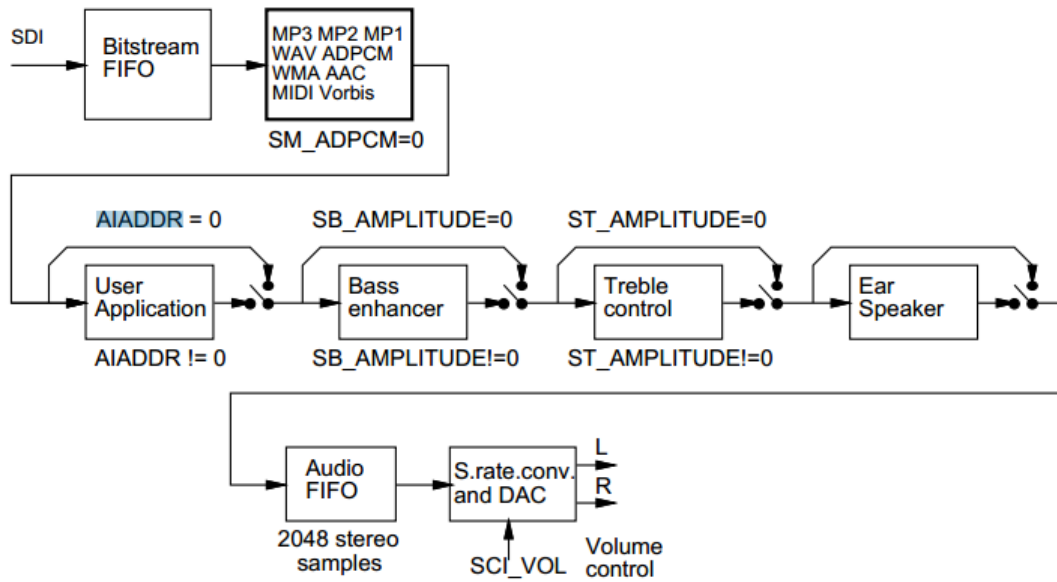 SDI
Bitstream
FIFO
MP3 MP2 MP1
WAV ADPCM
WMA AAC
MIDI Vorbis
SM_ADPCM=0
AIADDR = 0
SB_AMPLITUDE=0
ST_AMPLITUDE=0
User
Application
Bass
enhancer
Treble
control
Ear
Speaker
AIADDR != 0
SB_AMPLITUDE!=0
ST_AMPLITUDE!=0
Audio
FIFO
S.rate.conv.
and DAC
L
R
2048 stereo
samples
SCI_VOL
Volume
control